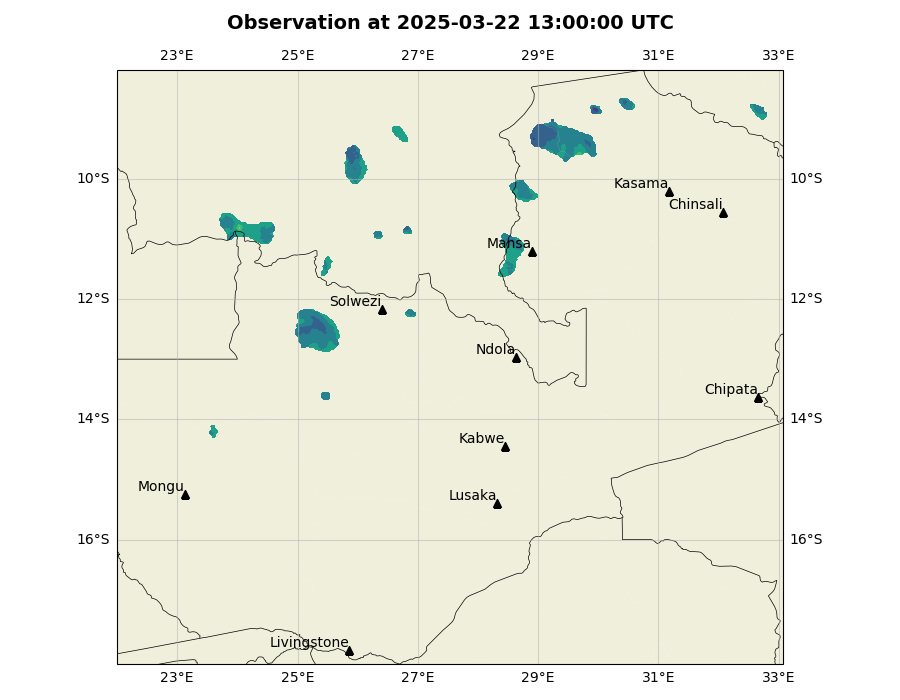 Observation at 2025-03-22 13:00:00 UTC
23°E 25°E 27°E 29°E 31°E 33°E
10°S 10°S
Kasama
Chinsali
Mansa
12°S 12°S
Solwezi
Ndola
Chipata
14°S 14°S
Kabwe
Mongu
Lusaka
16°S 16°S
Livingstone
23°E 25°E 27°E 29°E 31°E 33°E